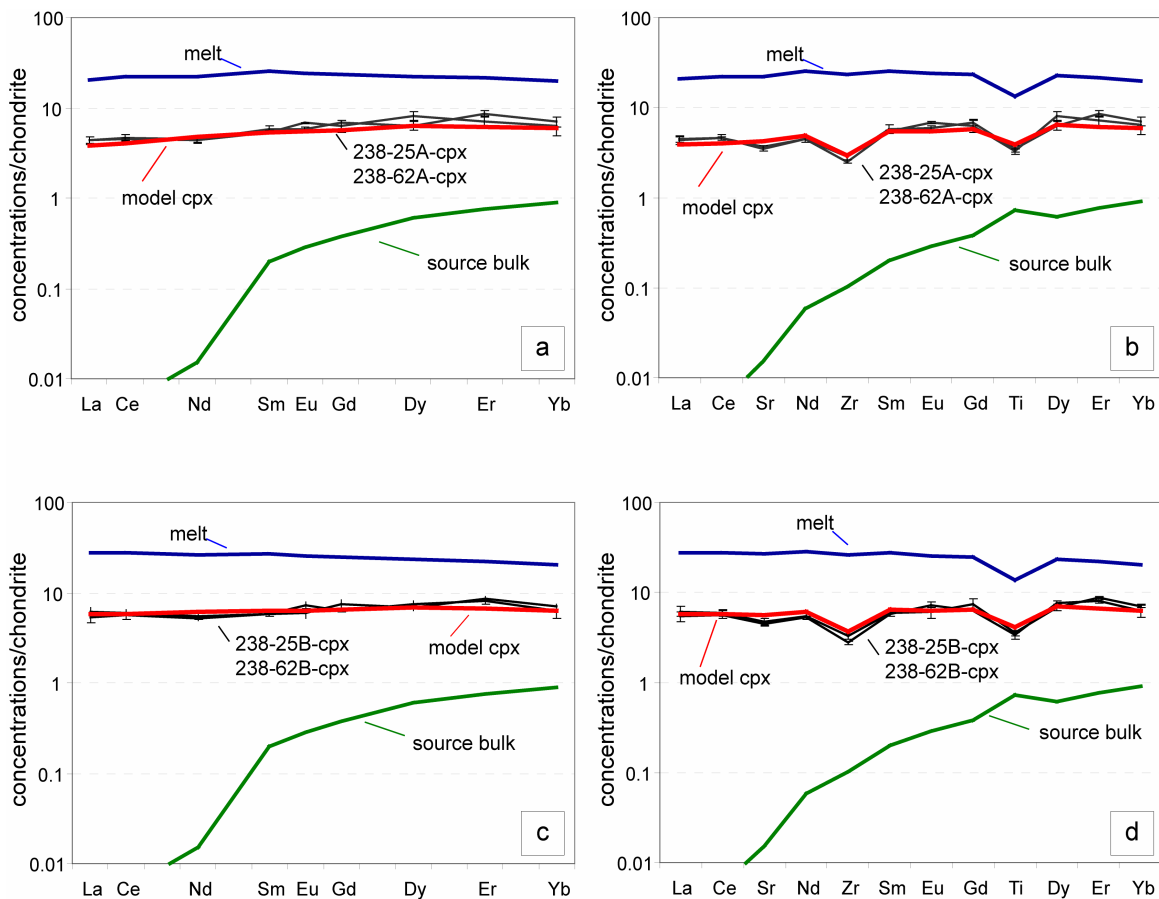 concentrations/chondrite
100
10
1
0.1
0.01
melt
238-25A-cpx
238-62A-cpx
model cpx
source bulk
a
La Ce Nd Sm Eu Gd Dy Er Yb
concentrations/chondrite
100
10
1
0.1
0.01
melt
238-25A-cpx
238-62A-cpx
model cpx
source bulk
b
La Ce Sr Nd Zr Sm Eu Gd Ti Dy Er Yb
concentrations/chondrite
100
10
1
0.1
0.01
melt
238-25B-cpx
238-62B-cpx
model cpx
source bulk
c
La Ce Nd Sm Eu Gd Dy Er Yb
concentrations/chondrite
100
10
1
0.1
0.01
melt
238-25B-cpx
238-62B-cpx
model cpx
source bulk
d
La Ce Sr Nd Zr Sm Eu Gd Ti Dy Er Yb